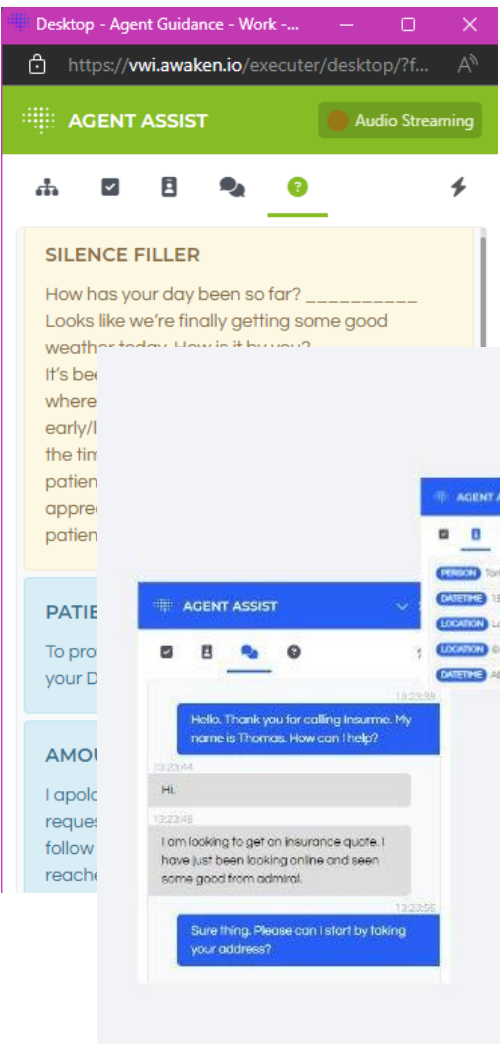 Desktop - Agent Guidance - Work -...
https://vwi.awaken.io/executer/desktop/?f...
AGENT ASSIST
Audio Streaming
SILENCE FILLER
How has your day been so far? __________
Looks like we're finally getting some good
weather today. How is it by you?
It's bee
where
early/l
the tim
patien
appre
patien
PATIE
To pro
your D
AMOU
I apolo
reques
follow
reache
AGENT A
PERSON Tom
DATETIME
LOCATION
LOCATION
DATETIME
AGENT ASSIST
13:23:38
Hello. Thank you for calling Insurme. My
name is Thomas. How can I help?
13:23:44
Hi.
13:23:48
I am looking to get an insurance quote. I
have just been looking online and seen
some good from admiral.
13:23:56
Sure thing. Please can I start by taking
your address?